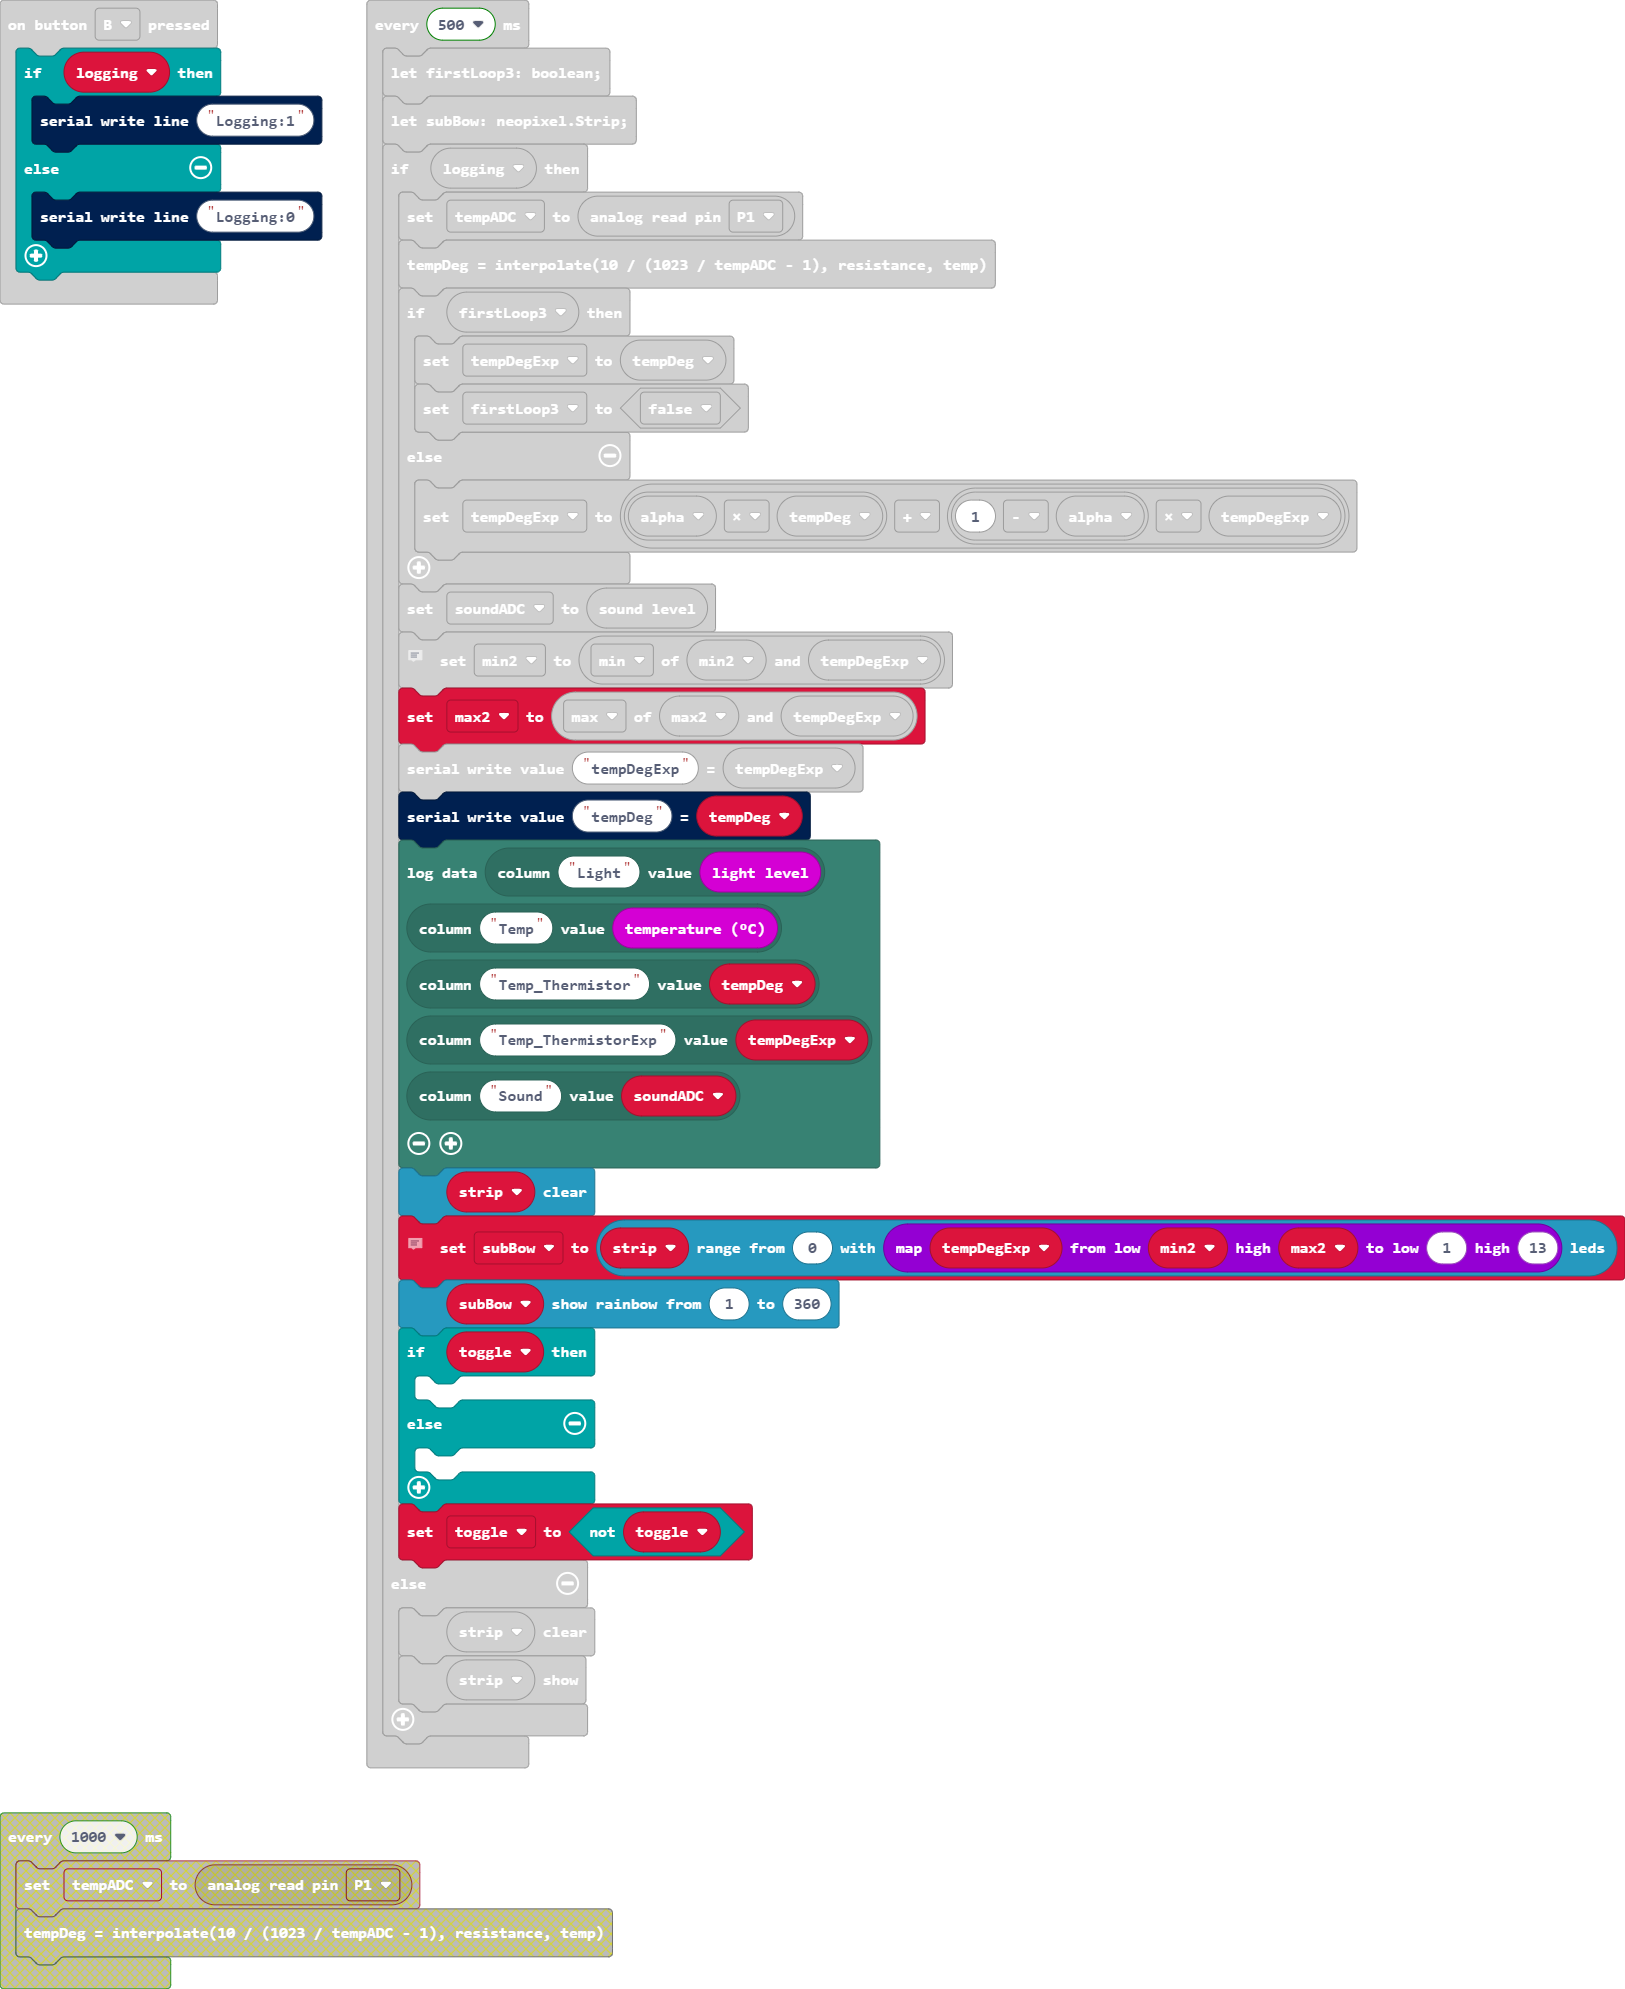 on button B pressed
if logging then
serial write line "Logging:1"
else
serial write line "Logging:0"
every 500 ms
let firstLoop3: boolean;
let subBow: neopixel.Strip;
if logging then
set tempADC to analog read pin P1
tempDeg = interpolate(10 / (1023 / tempADC - 1), resistance, temp)
if firstLoop3 then
set tempDegExp to tempDeg
set firstLoop3 to false
else
set tempDegExp to alpha × tempDeg + 1 - alpha × tempDegExp
set soundADC to sound level
set min2 to min of min2 and tempDegExp
set max2 to max of max2 and tempDegExp
serial write value "tempDegExp" = tempDegExp
serial write value "tempDeg" = tempDeg
log data column "Light" value light level
column "Temp" value temperature (°C)
column "Temp_Thermistor" value tempDeg
column "Temp_ThermistorExp" value tempDegExp
column "Sound" value soundADC
strip clear
set subBow to strip range from 0 with map tempDegExp from low min2 high max2 to low 1 high 13 leds
subBow show rainbow from 1 to 360
if toggle then
else
set toggle to not toggle
else
strip clear
strip show
every 1000 ms
set tempADC to analog read pin P1
tempDeg = interpolate(10 / (1023 / tempADC - 1), resistance, temp)